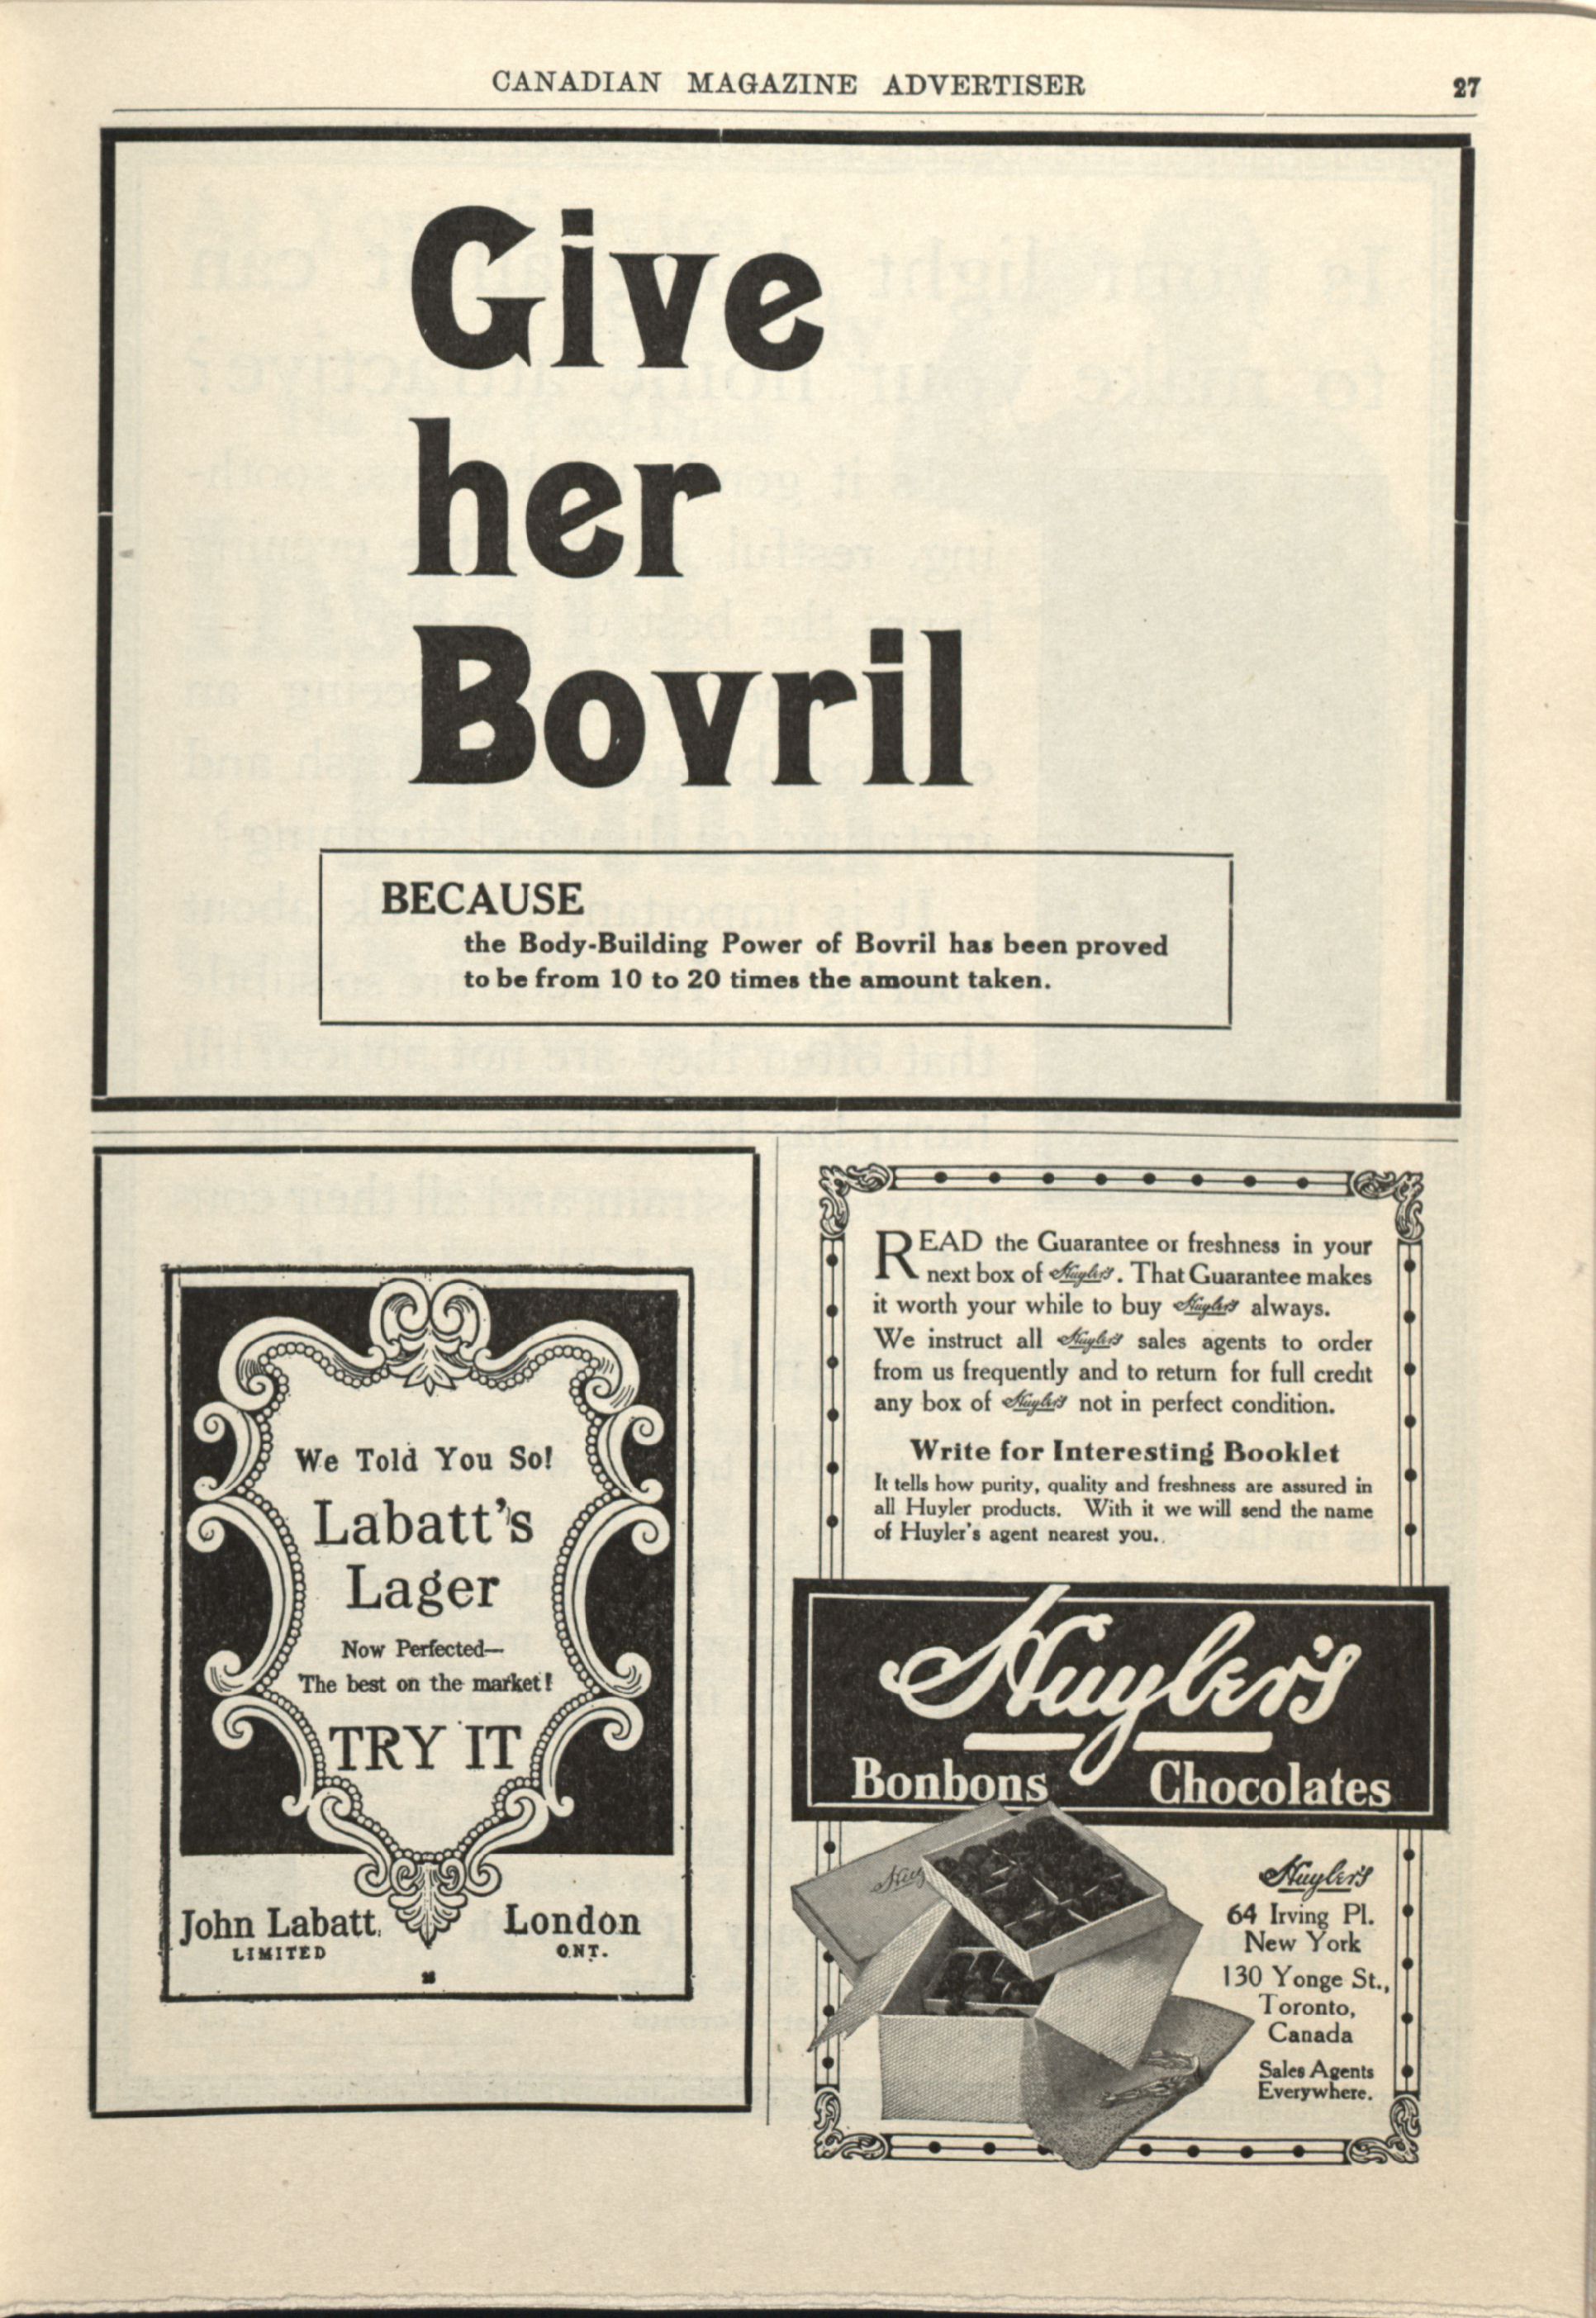 CANADIAN MAGAZINE ADVERTISER 27
Give
her
Bovril
BECAUSE
the Body-Building Power of Bovril has been proved
to be from 10 to 20 times the amount taken.
We Told You So!
Labatt's
Lager
Now Perfected—
The best on the market!
TRY IT
John Labatt, London
LIMITED ONT.
READ the Guarantee or freshness in your
next box of Huyler's. That Guarantee makes
it worth your while to buy Huyler's always.
We instruct all Huyler's sales agents to order
from us frequently and to return for full credit
any box of Huyler's not in perfect condition.
Write for Interesting Booklet
It tells how purity, quality and freshness are assured in
all Huyler products. With it we will send the name
of Huyler's agent nearest you.
Huyler's
Bonbons Chocolates
Huyler's
64 Irving Pl.
New York
130 Yonge St.,
Toronto,
Canada
Sales Agents
Everywhere.